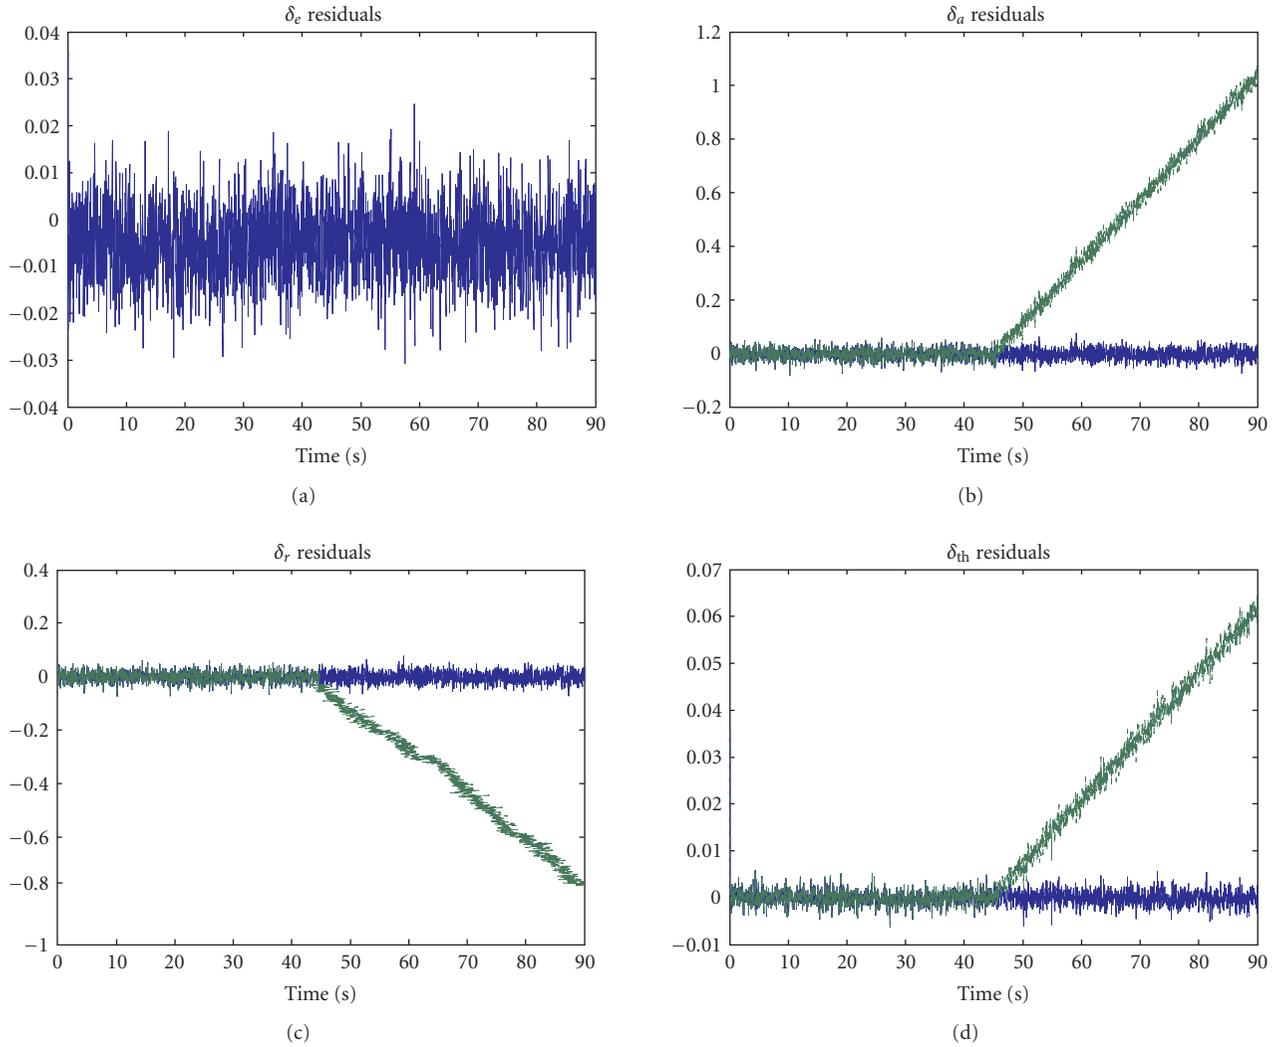 δe residuals
0.04
0.03
0.02
0.01
0
−0.01
−0.02
−0.03
−0.04
0 10 20 30 40 50 60 70 80 90
Time (s)
(a)
δa residuals
1.2
1
0.8
0.6
0.4
0.2
0
−0.2
0 10 20 30 40 50 60 70 80 90
Time (s)
(b)
δr residuals
0.4
0.2
0
−0.2
−0.4
−0.6
−0.8
−1
0 10 20 30 40 50 60 70 80 90
Time (s)
(c)
δth residuals
0.07
0.06
0.05
0.04
0.03
0.02
0.01
0
−0.01
0 10 20 30 40 50 60 70 80 90
Time (s)
(d)